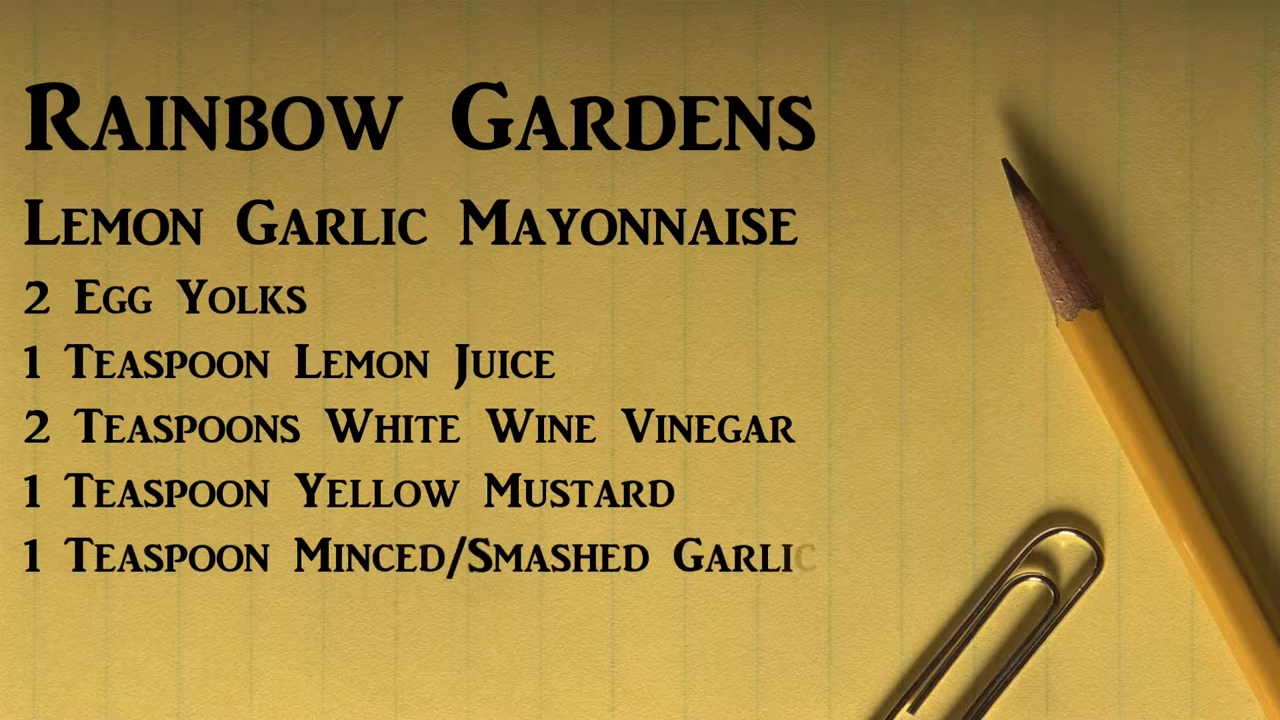 Rainbow Gardens
Lemon Garlic Mayonnaise
2 Egg Yolks
1 Teaspoon Lemon Juice
2 Teaspoons White Wine Vinegar
1 Teaspoon Yellow Mustard
1 Teaspoon Minced/Smashed Garlic